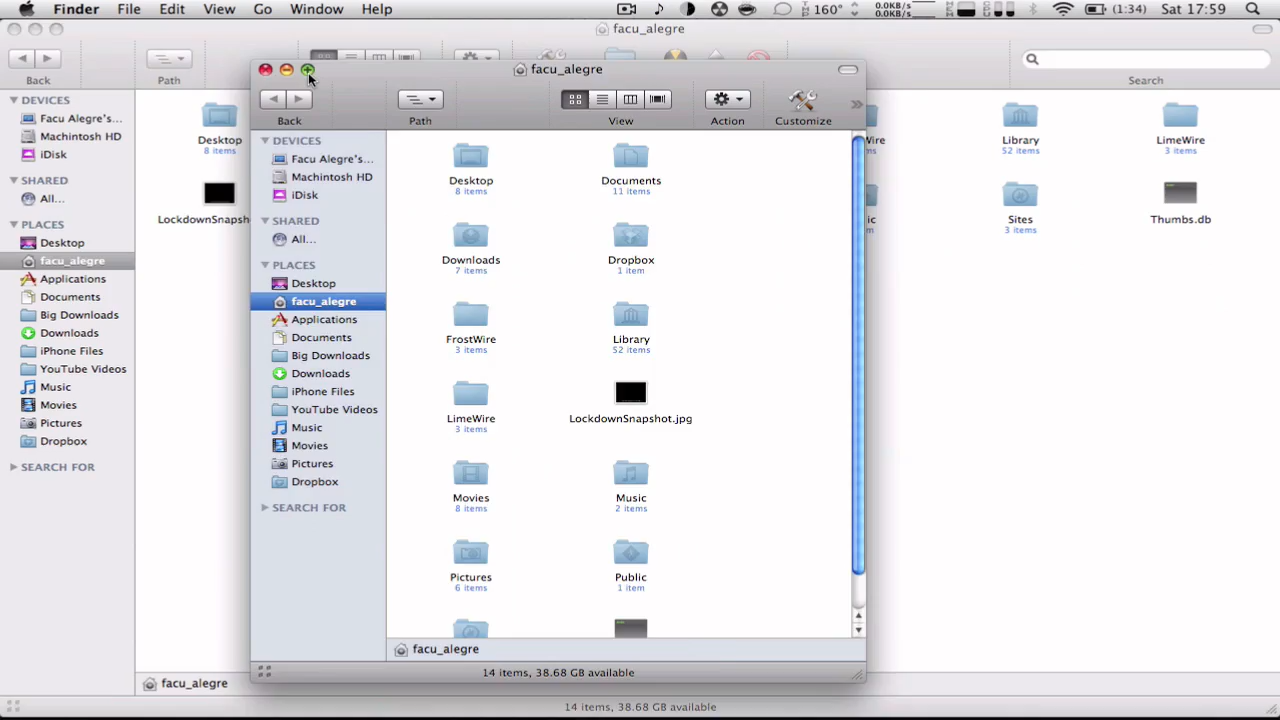 Finder File Edit View Go Window Help 160° 0.0KB/s 0.0KB/s (1:34) Sat 17:59
facu_alegre
Back Path Search
DEVICES
Facu Alegre's...
Machintosh HD
iDisk
SHARED
All...
PLACES
Desktop
facu_alegre
Applications
Documents
Big Downloads
Downloads
iPhone Files
YouTube Videos
Music
Movies
Pictures
Dropbox
SEARCH FOR
Desktop
8 items
LockdownSnapsh
Library
52 items
LimeWire
3 items
Sites
3 items
Thumbs.db
facu_alegre
14 items, 38.68 GB available
facu_alegre
Back Path View Action Customize
DEVICES
Facu Alegre's...
Machintosh HD
iDisk
SHARED
All...
PLACES
Desktop
facu_alegre
Applications
Documents
Big Downloads
Downloads
iPhone Files
YouTube Videos
Music
Movies
Pictures
Dropbox
SEARCH FOR
Desktop Documents
8 items 11 items
Downloads Dropbox
7 items 1 item
FrostWire Library
3 items 52 items
LimeWire LockdownSnapshot.jpg
3 items
Movies Music
8 items 2 items
Pictures Public
6 items 1 item
facu_alegre
14 items, 38.68 GB available